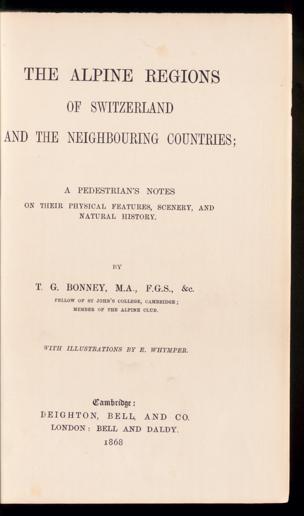 THE ALPINE REGIONS
OF SWITZERLAND
AND THE NEIGHBOURING COUNTRIES;
A PEDESTRIAN'S NOTES
ON THEIR PHYSICAL FEATURES, SCENERY, AND
NATURAL HISTORY.
BY
T. G. BONNEY, M.A., F.G.S., &c.
FELLOW OF ST JOHN'S COLLEGE, CAMBRIDGE;
MEMBER OF THE ALPINE CLUB.
WITH ILLUSTRATIONS BY E. WHYMPER.
Cambridge:
DEIGHTON, BELL, AND CO.
LONDON: BELL AND DALDY.
1868